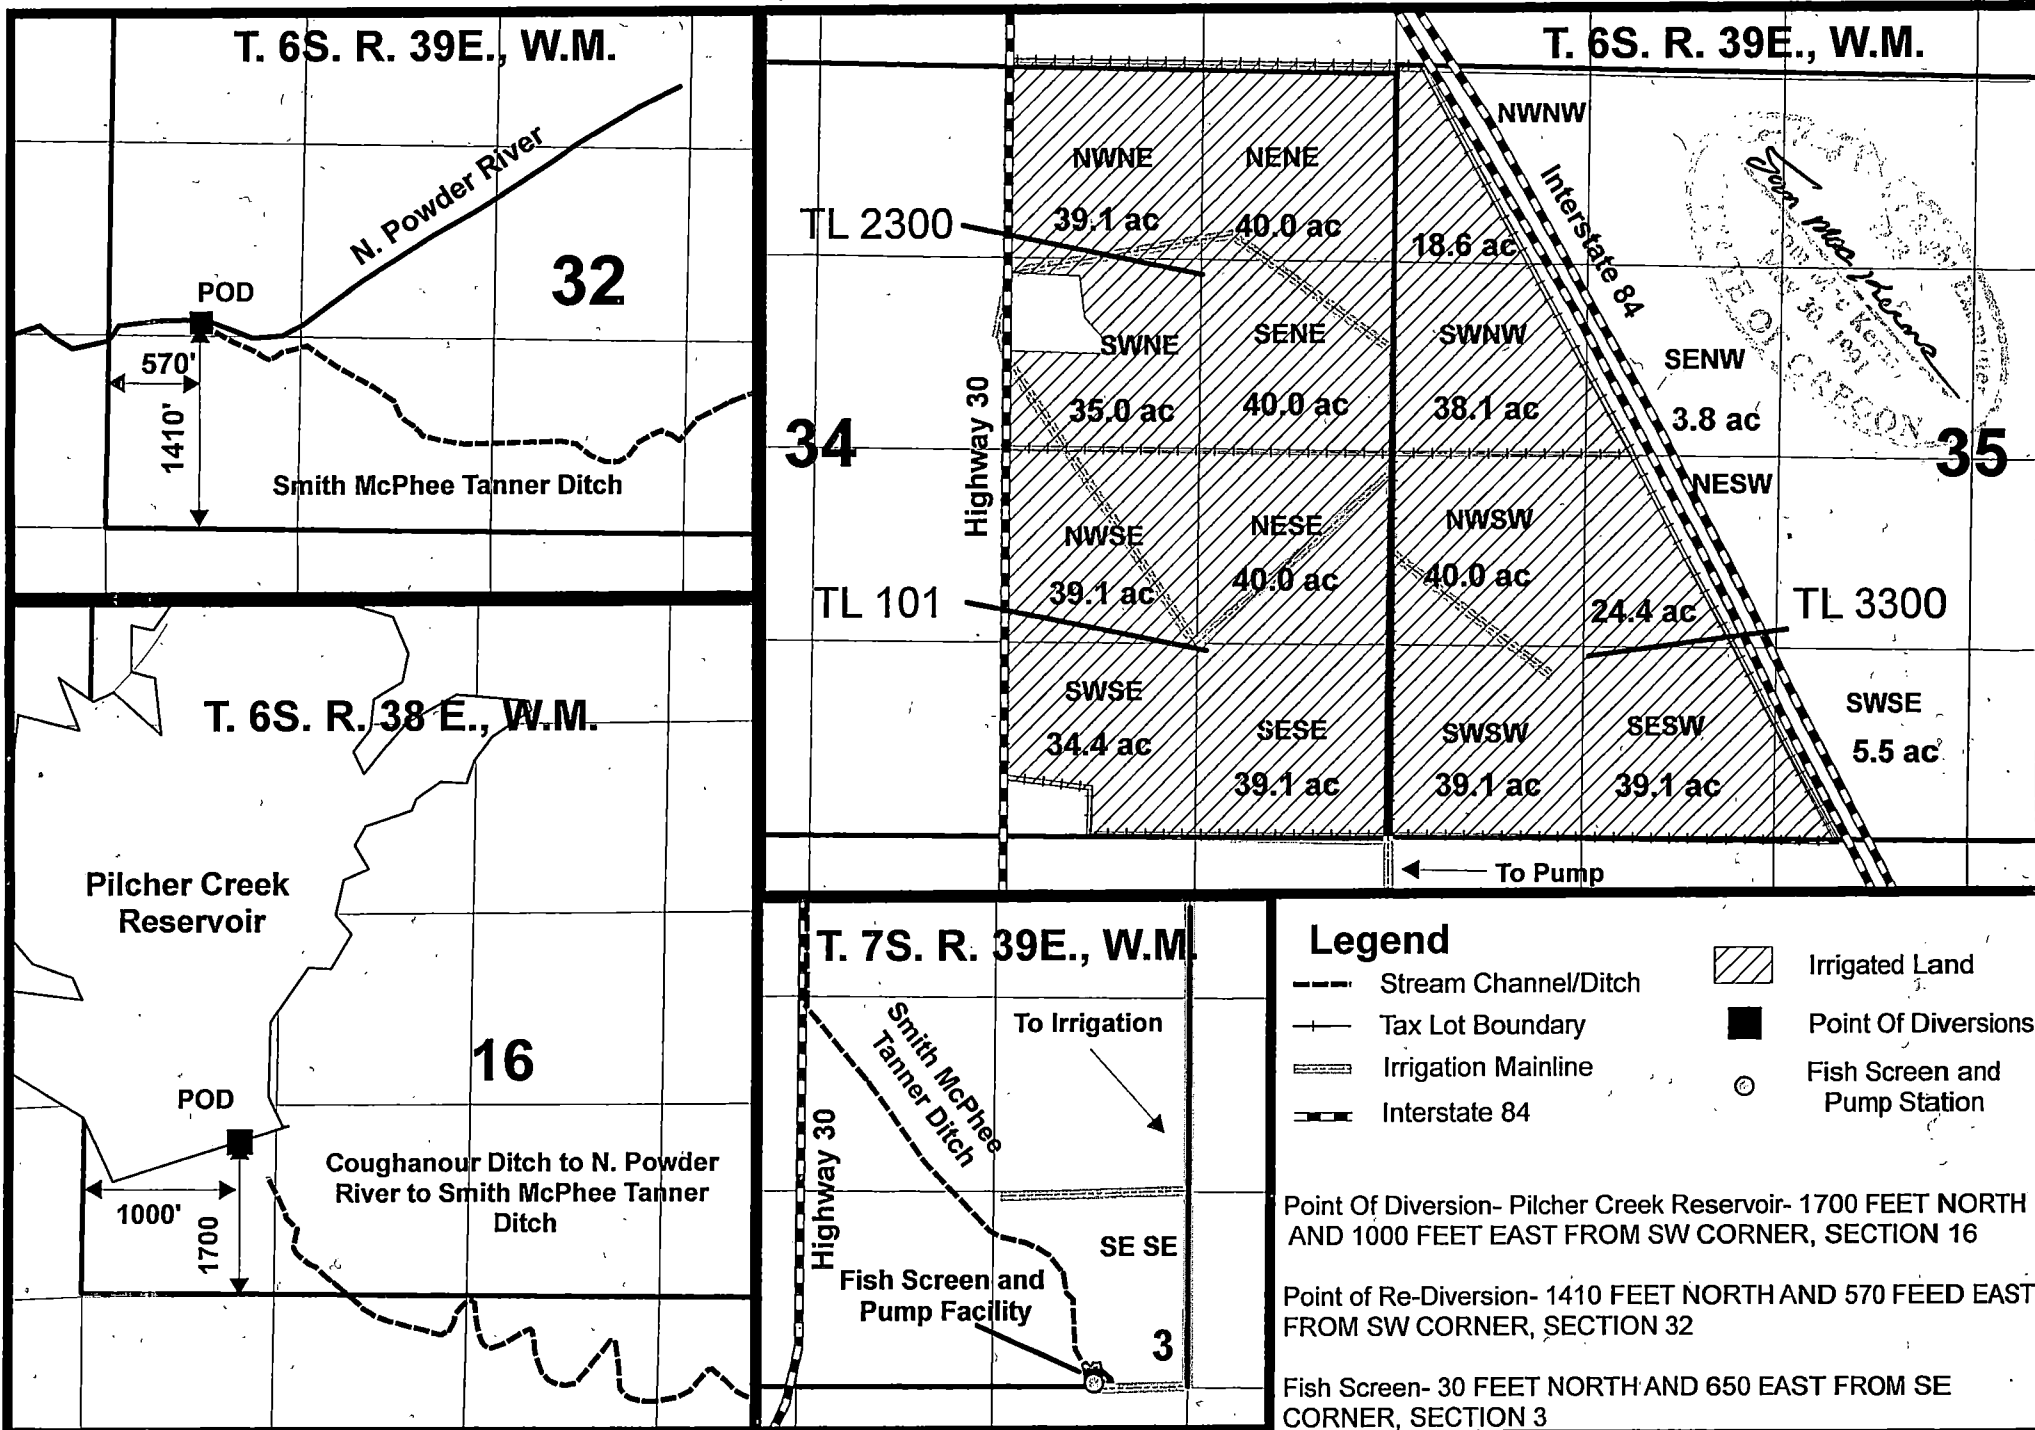 T. 6S. R. 39E., W.M.
N. Powder River
32
POD
570'
1410'
Smith McPhee Tanner Ditch
T. 6S. R. 38 E., W.M.
Pilcher Creek
Reservoir
16
POD
1000'
1700
Coughanour Ditch to N. Powder
River to Smith McPhee Tanner
Ditch
T. 6S. R. 39E., W.M.
NWNE
39.1 ac
NENE
40.0 ac
18.6 ac
NWNW
Interstate 84
TL 2300
SWNE
35.0 ac
SENE
40.0 ac
SWNW
38.1 ac
SENW
3.8 ac
34
35
Highway 30
NWSE
39.1 ac
NESE
40.0 ac
NWSW
40.0 ac
NESW
24.4 ac
TL 101
TL 3300
SWSE
34.4 ac
SESE
39.1 ac
SWSW
39.1 ac
SESW
39.1 ac
SWSE
5.5 ac
To Pump
OREGON
T. 7S. R. 39E., W.M.
Smith McPhee
Tanner Ditch
To Irrigation
Highway 30
SE SE
Fish Screen and
Pump Facility
3
Legend
Stream Channel/Ditch
Tax Lot Boundary
Irrigation Mainline
Interstate 84
Irrigated Land
Point Of Diversions
Fish Screen and
Pump Station
Point Of Diversion- Pilcher Creek Reservoir- 1700 FEET NORTH
AND 1000 FEET EAST FROM SW CORNER, SECTION 16
Point of Re-Diversion- 1410 FEET NORTH AND 570 FEED EAST
FROM SW CORNER, SECTION 32
Fish Screen- 30 FEET NORTH AND 650 EAST FROM SE
CORNER, SECTION 3